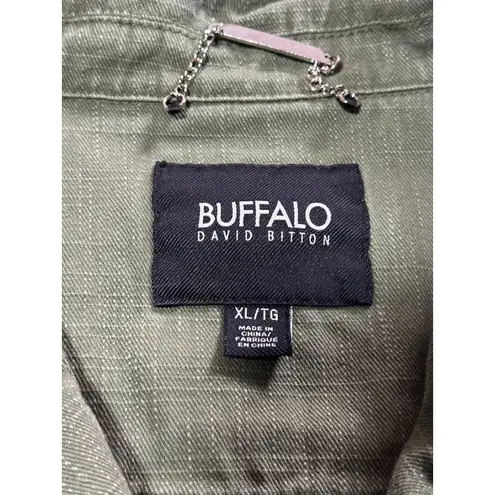 BUFFALO
DAVID BITTON
XL/TG
MADE IN
CHINA/
FABRIQUÉ
EN CHINE